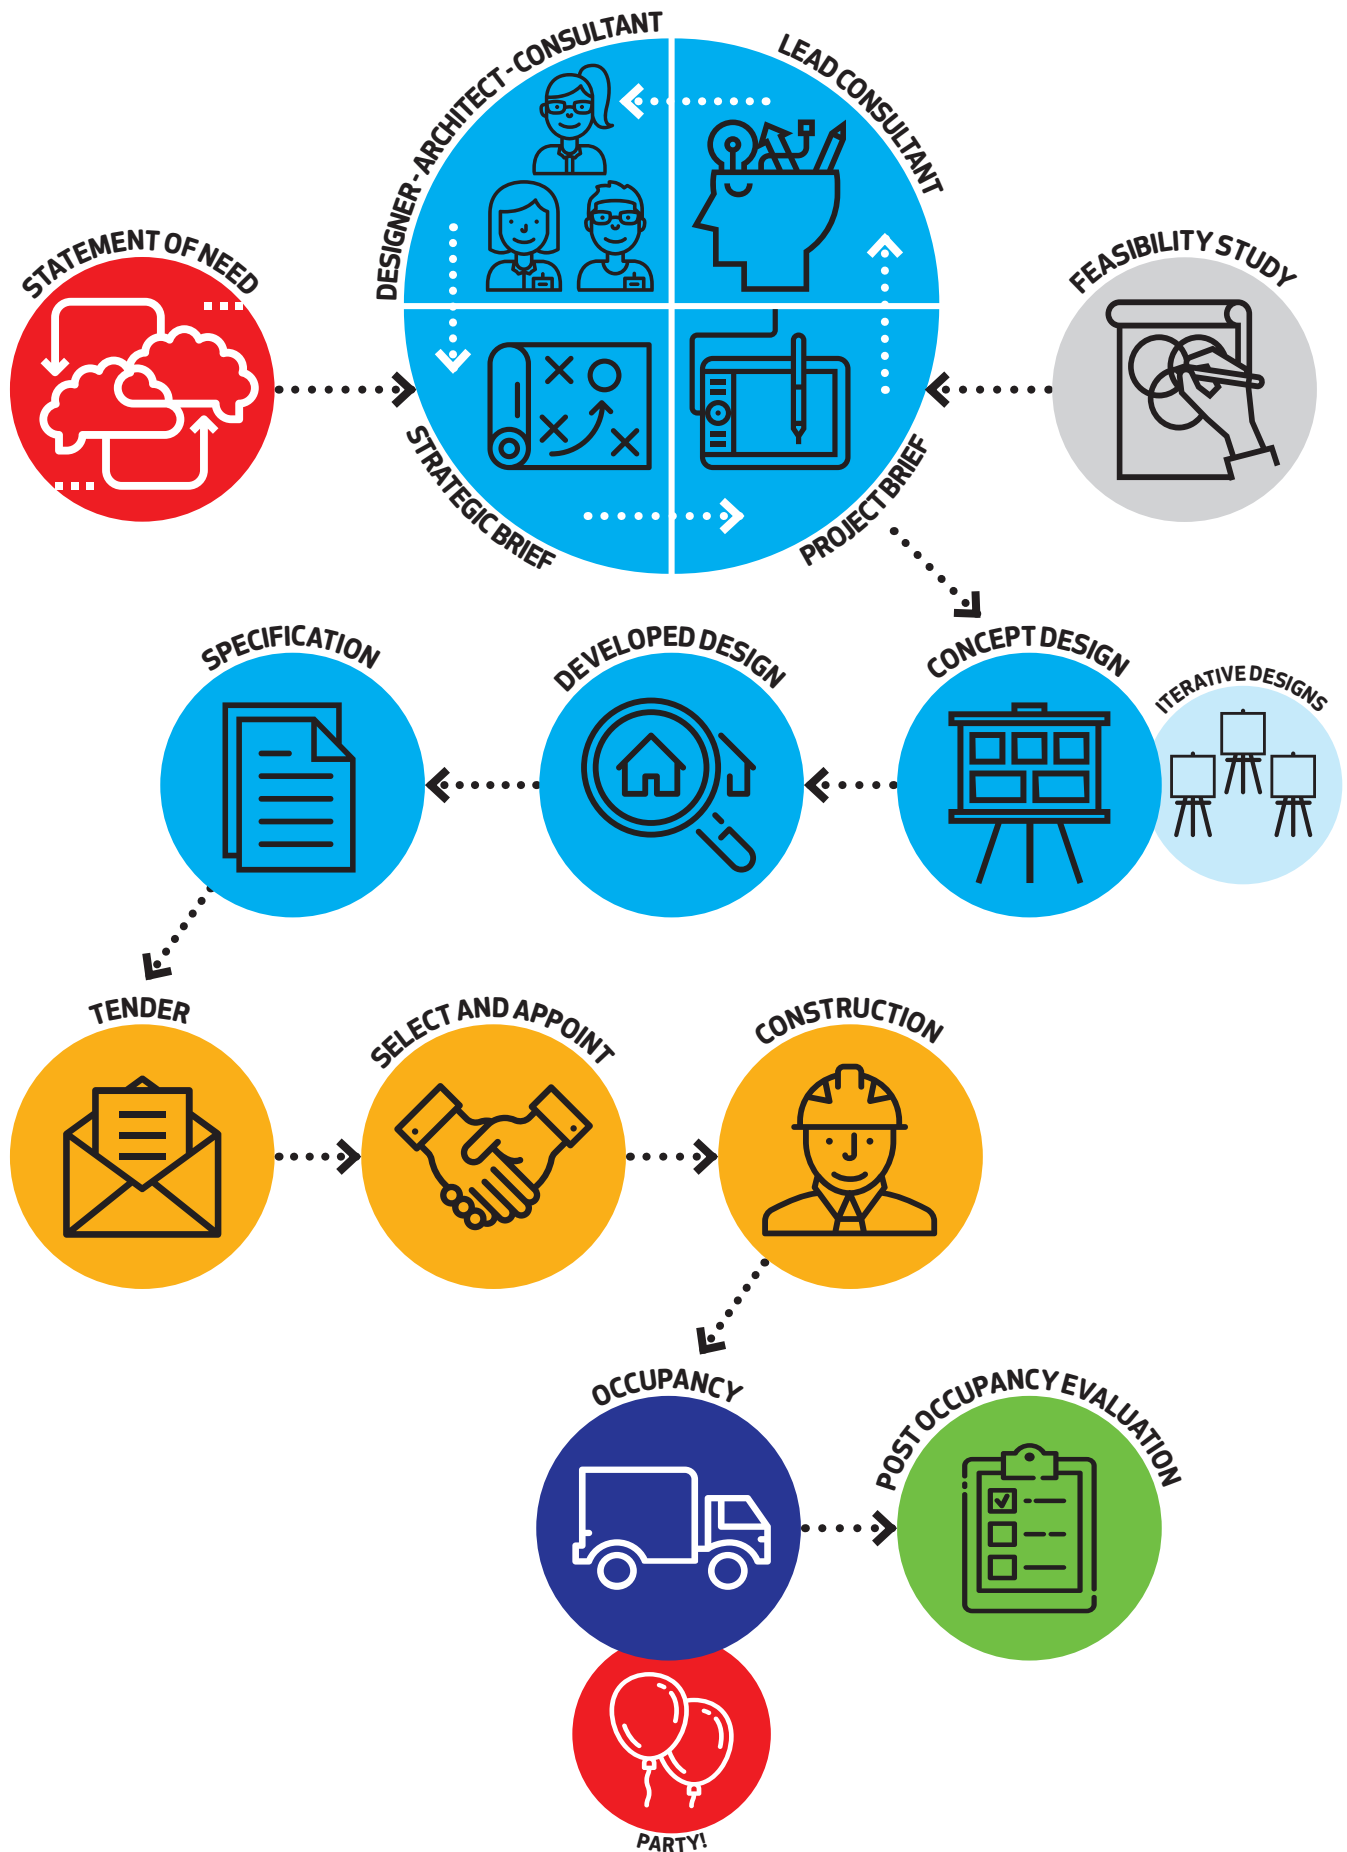 DESIGNER - ARCHITECT - CONSULTANT
LEAD CONSULTANT
STATEMENT OF NEED
FEASIBILITY STUDY
STRATEGIC BRIEF
PROJECT BRIEF
SPECIFICATION
DEVELOPED DESIGN
CONCEPT DESIGN
ITERATIVE DESIGNS
TENDER
SELECT AND APPOINT
CONSTRUCTION
OCCUPANCY
POST OCCUPANCY EVALUATION
PARTY!